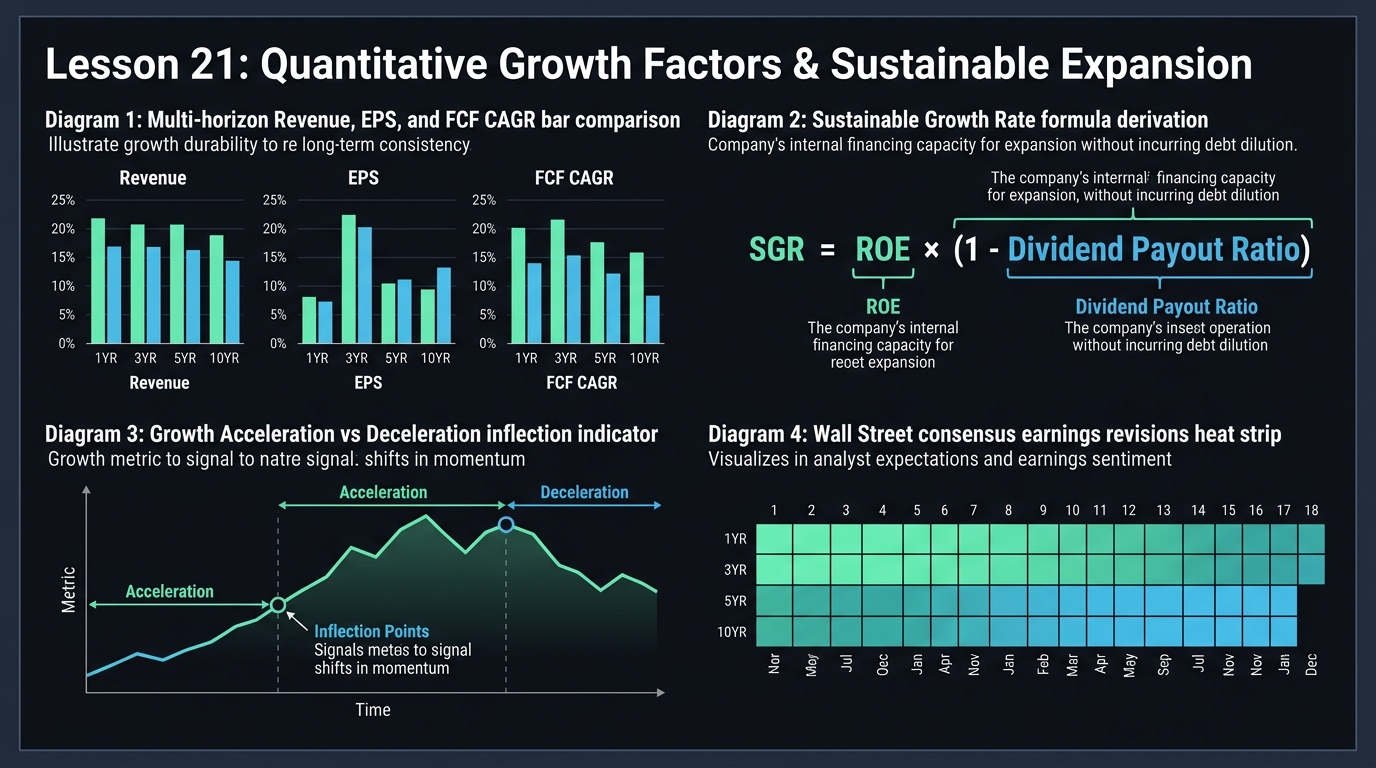 Lesson 21: Quantitative Growth Factors & Sustainable Expansion
Diagram 1: Multi-horizon Revenue, EPS, and FCF CAGR bar comparison
Illustrate growth durability to re long-term consistency
Revenue
25%
20%
15%
10%
5%
0%
1YR 3YR 5YR 10YR
Revenue
EPS
25%
20%
15%
10%
5%
0%
1YR 3YR 5YR 10YR
EPS
FCF CAGR
25%
20%
15%
10%
5%
0%
1YR 3YR 5YR 10YR
FCF CAGR
Diagram 2: Sustainable Growth Rate formula derivation
Company's internal financing capacity for expansion without incurring debt dilution.
The company's internal financing capacity
for expansion, without incurring debt dilution
SGR = ROE × (1 - Dividend Payout Ratio)
ROE
The company's internal
financing capacity for
reoet expansion
Dividend Payout Ratio
The company's insect operation
without incurring debt dilution
Diagram 3: Growth Acceleration vs Deceleration inflection indicator
Growth metric to signal to natre signal: shifts in momentum
Acceleration
Deceleration
Acceleration
Inflection Points
Signals metes to signal
shifts in momentum
Metric
Time
Diagram 4: Wall Street consensus earnings revisions heat strip
Visualizes in analyst expectations and earnings sentiment
1 2 3 4 5 6 7 8 9 10 11 12 13 14 15 16 17 18
1YR
3YR
5YR
10YR
Nor Moy Jul Oec Jan Apr Nov Jan Feb Mar Apr May Sep Jul Nov Nov Jan Dec